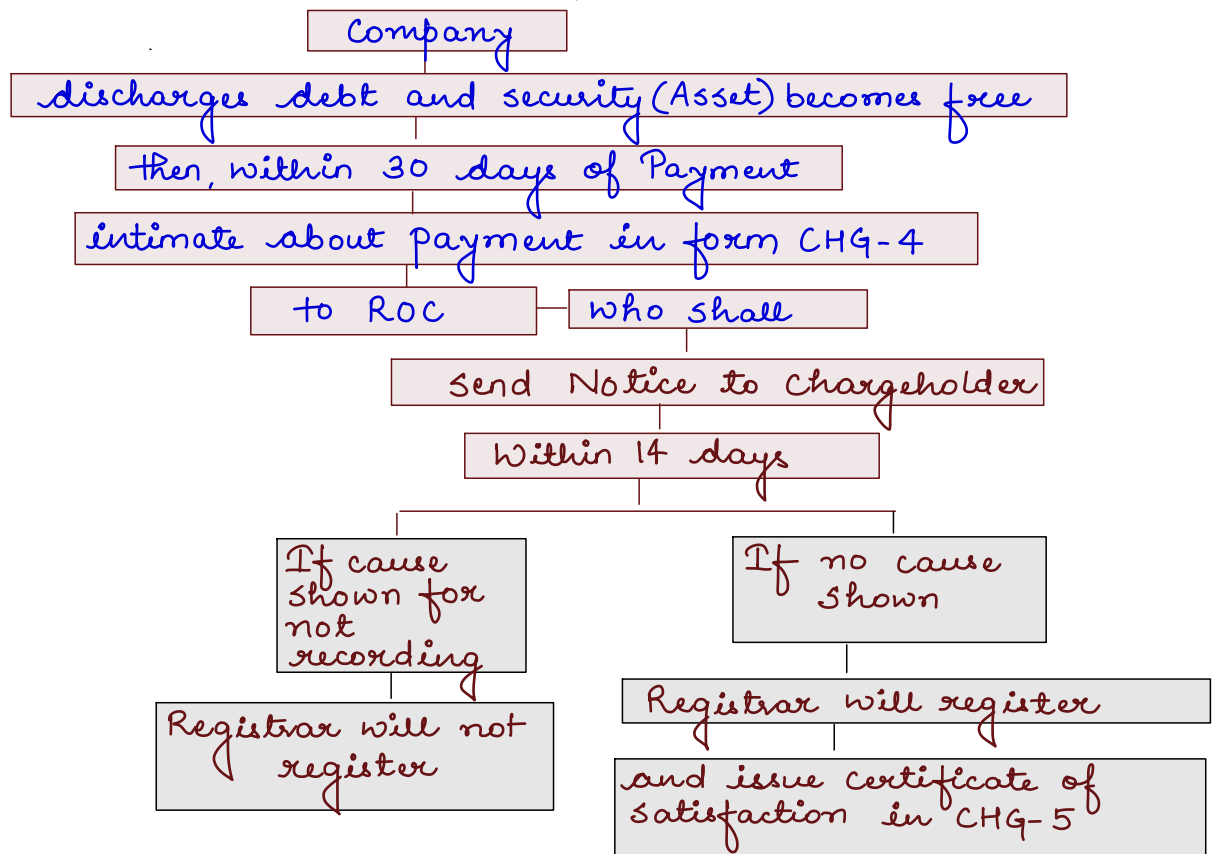 Company
discharges debt and security (Asset) becomes free
then, within 30 days of Payment
intimate about payment in form CHG-4
to ROC
who shall
Send Notice to Chargeholder
Within 14 days
If cause
shown for
not
recording
If no cause
shown
Registrar will not
register
Registrar will register
and issue certificate of
satisfaction in CHG-5